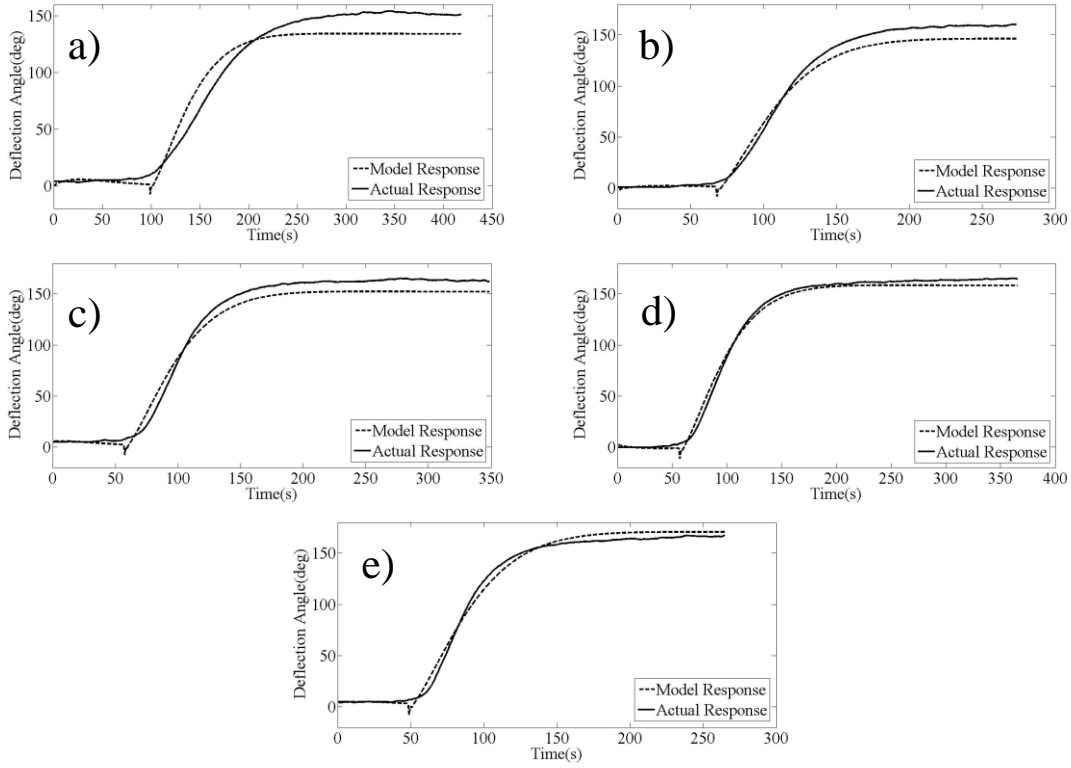 a)
Deflection Angle(deg)
150
100
50
0
0 50 100 150 200 250 300 350 400 450
Time(s)
Model Response
Actual Response
b)
Deflection Angle(deg)
150
100
50
0
0 50 100 150 200 250 300
Time(s)
Model Response
Actual Response
c)
Deflection Angle(deg)
150
100
50
0
0 50 100 150 200 250 300 350
Time(s)
Model Response
Actual Response
d)
Deflection Angle(deg)
150
100
50
0
0 50 100 150 200 250 300 350 400
Time(s)
Model Response
Actual Response
e)
Deflection Angle(deg)
150
100
50
0
0 50 100 150 200 250 300
Time(s)
Model Response
Actual Response